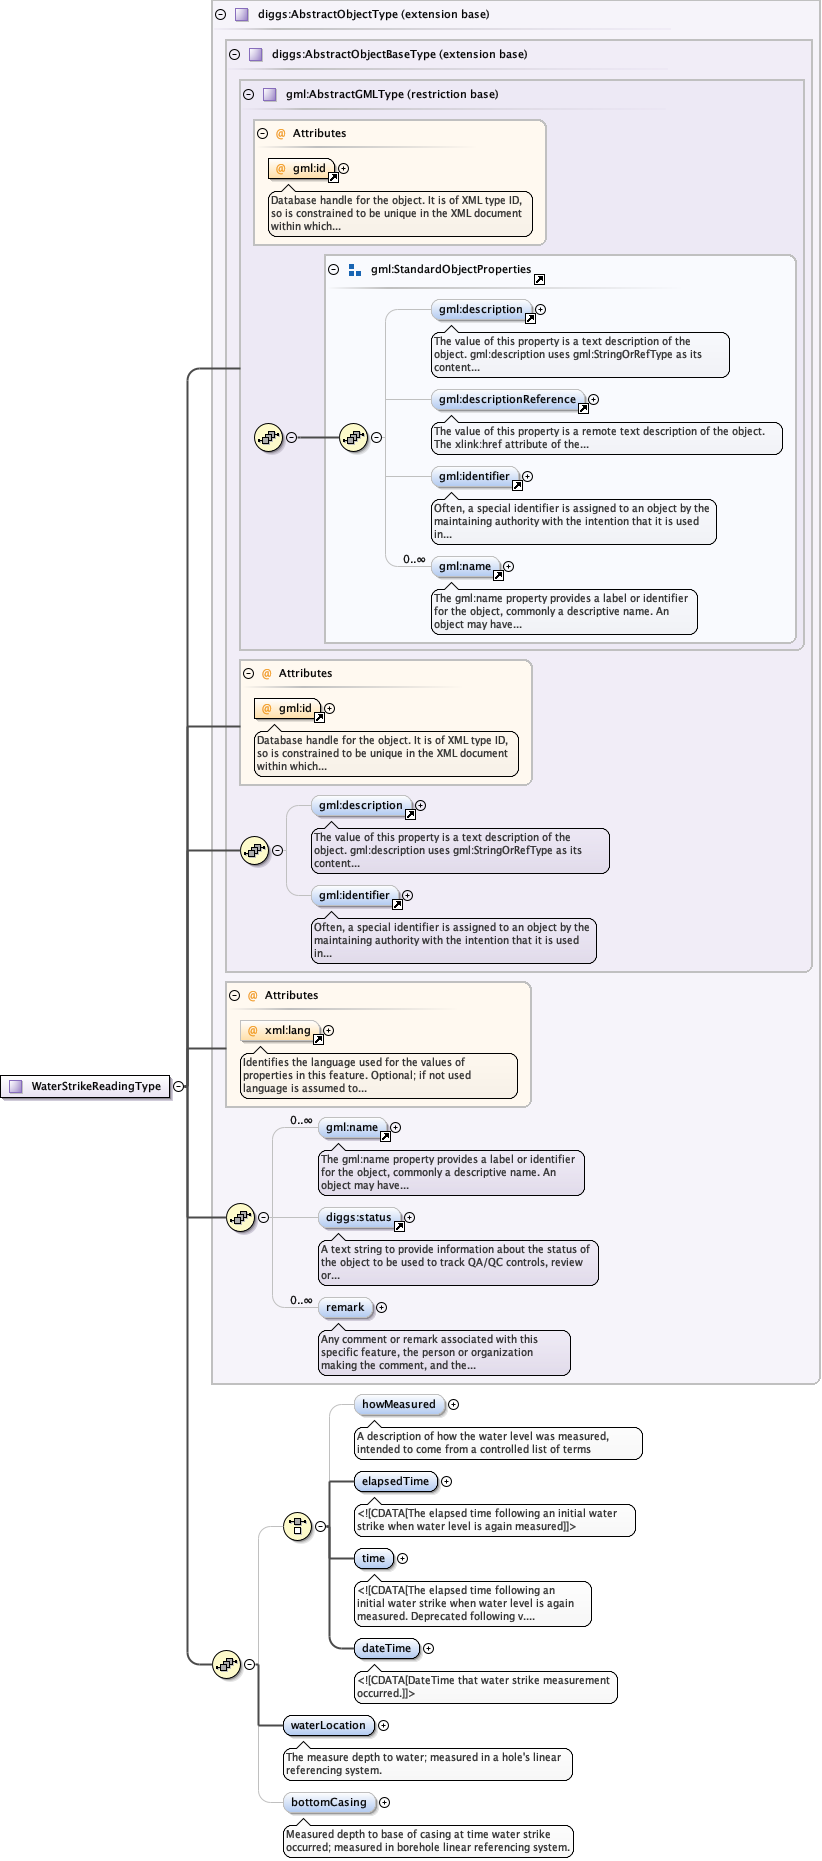 diggs:AbstractObjectType (extension base)
diggs:AbstractObjectBaseType (extension base)
gml:AbstractGMLType (restriction base)
@ Attributes
@ gml:id
Database handle for the object. It is of XML type ID,
so is constrained to be unique in the XML document
within which...
gml:StandardObjectProperties
gml:description
The value of this property is a text description of the
object. gml:description uses gml:StringOrRefType as its
content...
gml:descriptionReference
The value of this property is a remote text description of the object.
The xlink:href attribute of the...
gml:identifier
Often, a special identifier is assigned to an object by the
maintaining authority with the intention that it is used
in...
0..∞
gml:name
The gml:name property provides a label or identifier
for the object, commonly a descriptive name. An
object may have...
@ Attributes
@ gml:id
Database handle for the object. It is of XML type ID,
so is constrained to be unique in the XML document
within which...
gml:description
The value of this property is a text description of the
object. gml:description uses gml:StringOrRefType as its
content...
gml:identifier
Often, a special identifier is assigned to an object by the
maintaining authority with the intention that it is used
in...
@ Attributes
@ xml:lang
Identifies the language used for the values of
properties in this feature. Optional; if not used
language is assumed to...
WaterStrikeReadingType
0..∞
gml:name
The gml:name property provides a label or identifier
for the object, commonly a descriptive name. An
object may have...
diggs:status
A text string to provide information about the status of
the object to be used to track QA/QC controls, review
or...
0..∞
remark
Any comment or remark associated with this
specific feature, the person or organization
making the comment, and the...
howMeasured
A description of how the water level was measured,
intended to come from a controlled list of terms
elapsedTime
<![CDATA[The elapsed time following an initial water
strike when water level is again measured]]>
time
<![CDATA[The elapsed time following an
initial water strike when water level is again
measured. Deprecated following v....
dateTime
<![CDATA[DateTime that water strike measurement
occurred.]]>
waterLocation
The measure depth to water; measured in a hole's linear
referencing system.
bottomCasing
Measured depth to base of casing at time water strike
occurred; measured in borehole linear referencing system.